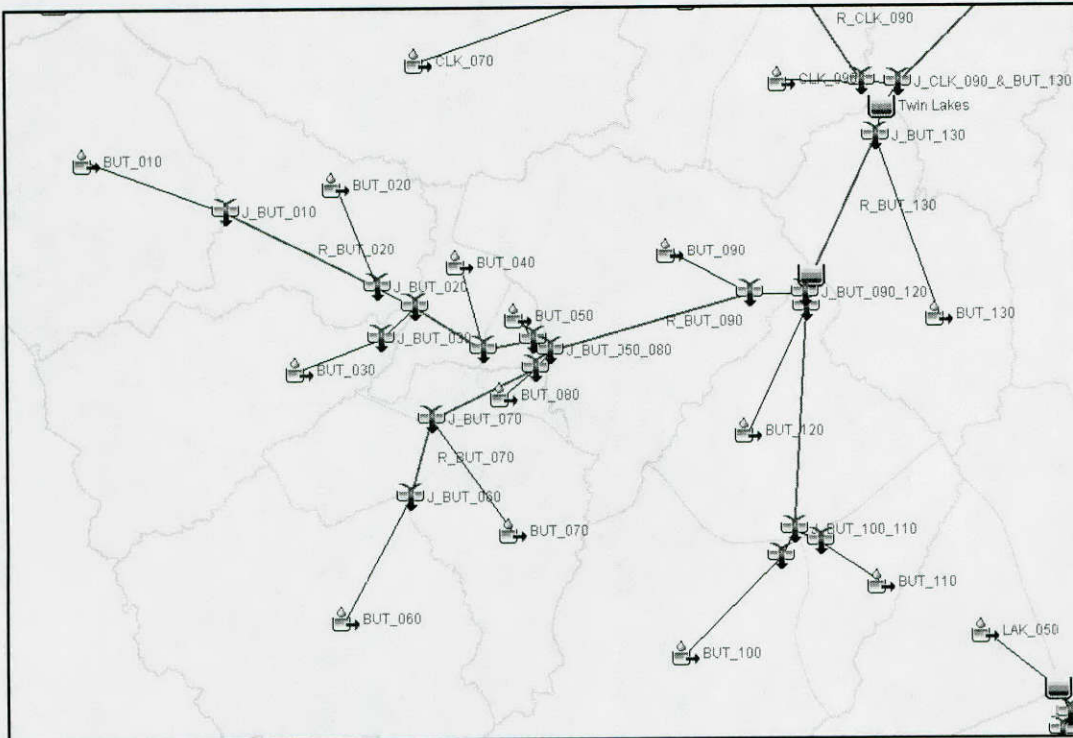 R_CLK_090
CLK_070
CLK_090
J_CLK_090_&_BUT_130
Twin Lakes
J_BUT_130
BUT_010
BUT_020
J_BUT_010
R_BUT_130
R_BUT_020
BUT_040
BUT_090
J_BUT_020
J_BUT_090_120
BUT_050
R_BUT_090
BUT_130
J_BUT_030
J_BUT_050_080
BUT_030
BUT_080
J_BUT_070
BUT_120
R_BUT_070
J_BUT_060
BUT_070
J_BUT_100_110
BUT_110
BUT_060
LAK_050
BUT_100